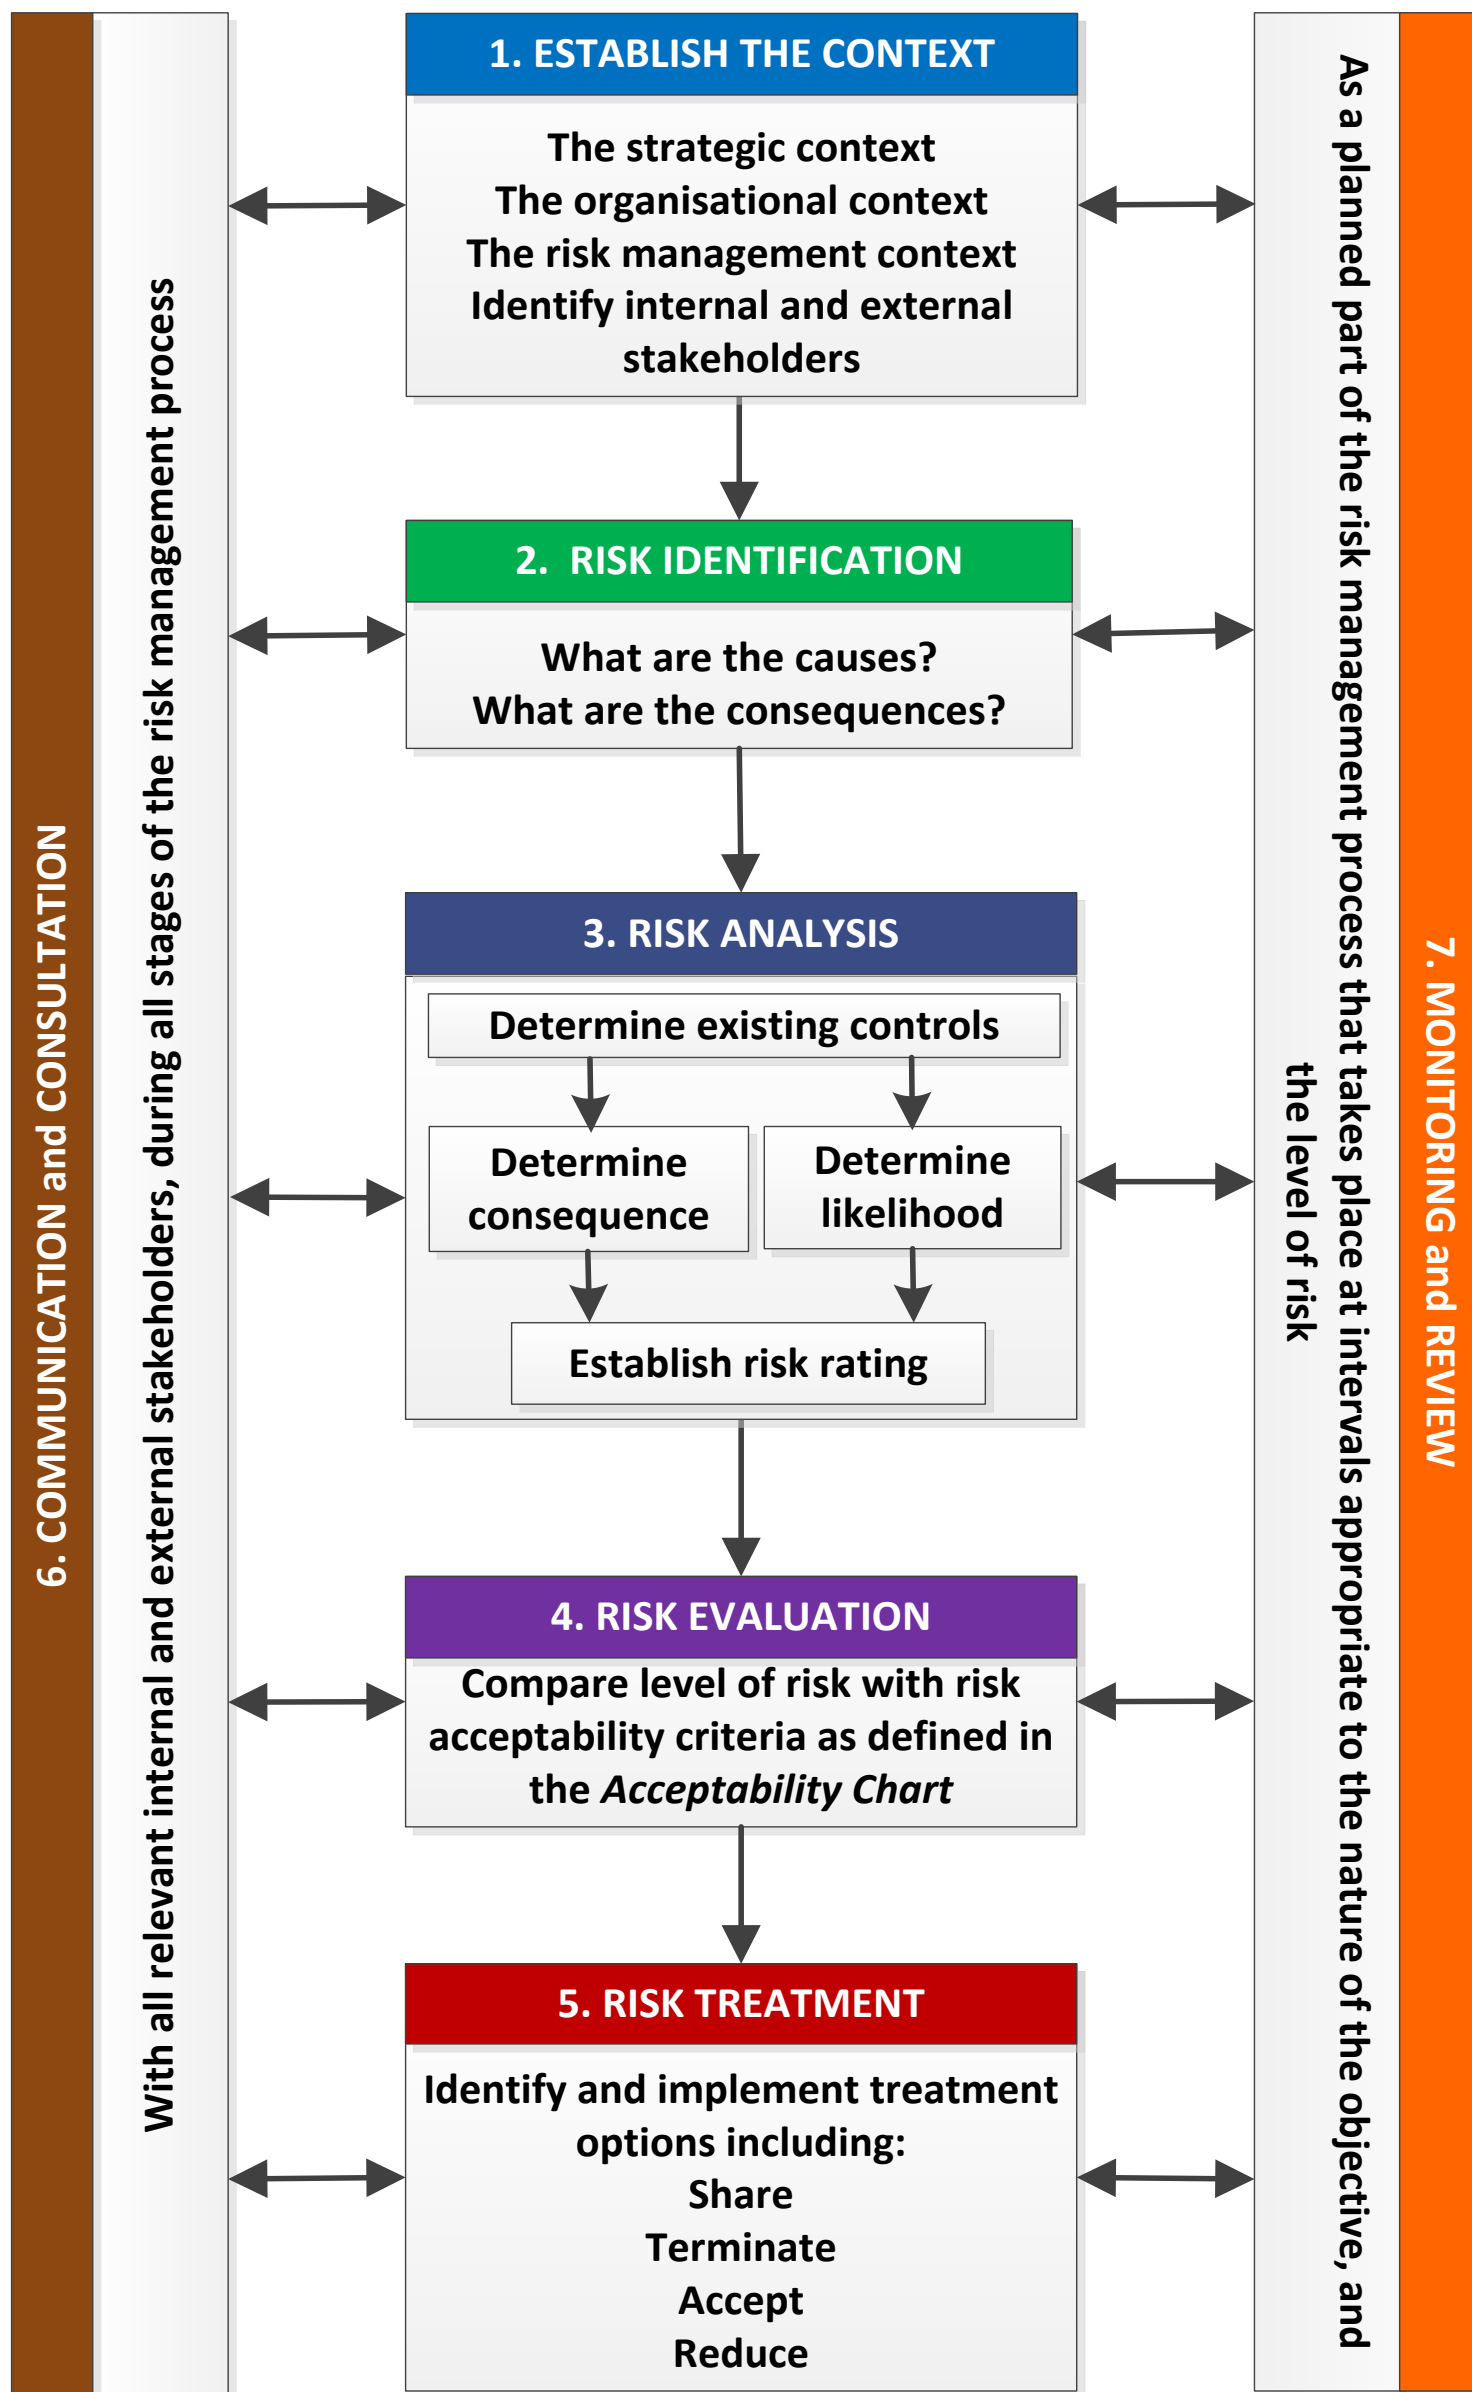 6. COMMUNICATION and CONSULTATION
With all relevant internal and external stakeholders, during all stages of the risk management process
1. ESTABLISH THE CONTEXT
The strategic context
The organisational context
The risk management context
Identify internal and external
stakeholders
2. RISK IDENTIFICATION
What are the causes?
What are the consequences?
3. RISK ANALYSIS
Determine existing controls
Determine
consequence
Determine
likelihood
Establish risk rating
4. RISK EVALUATION
Compare level of risk with risk
acceptability criteria as defined in
the Acceptability Chart
5. RISK TREATMENT
Identify and implement treatment
options including:
Share
Terminate
Accept
Reduce
As a planned part of the risk management process that takes place at intervals appropriate to the nature of the objective, and
the level of risk
7. MONITORING and REVIEW